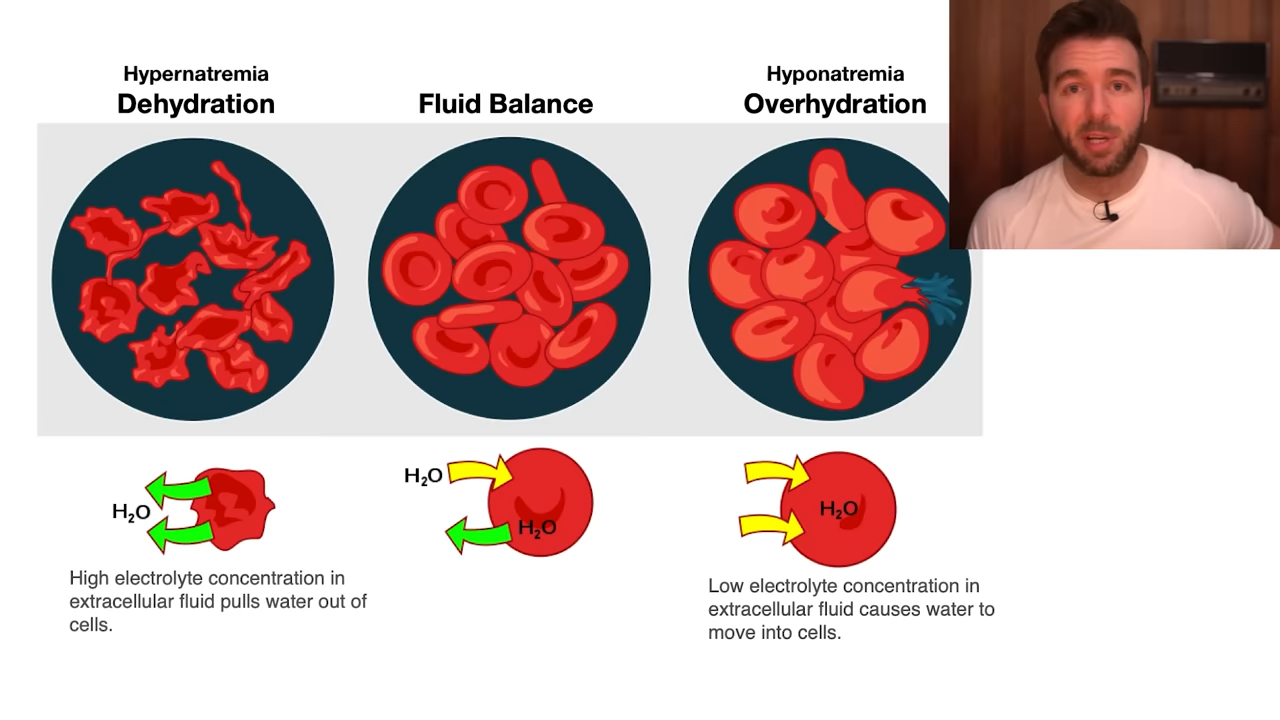 Hypernatremia
Dehydration
Fluid Balance
Hyponatremia
Overhydration
H₂O
High electrolyte concentration in
extracellular fluid pulls water out of
cells.
H₂O
H₂O
H₂O
Low electrolyte concentration in
extracellular fluid causes water to
move into cells.